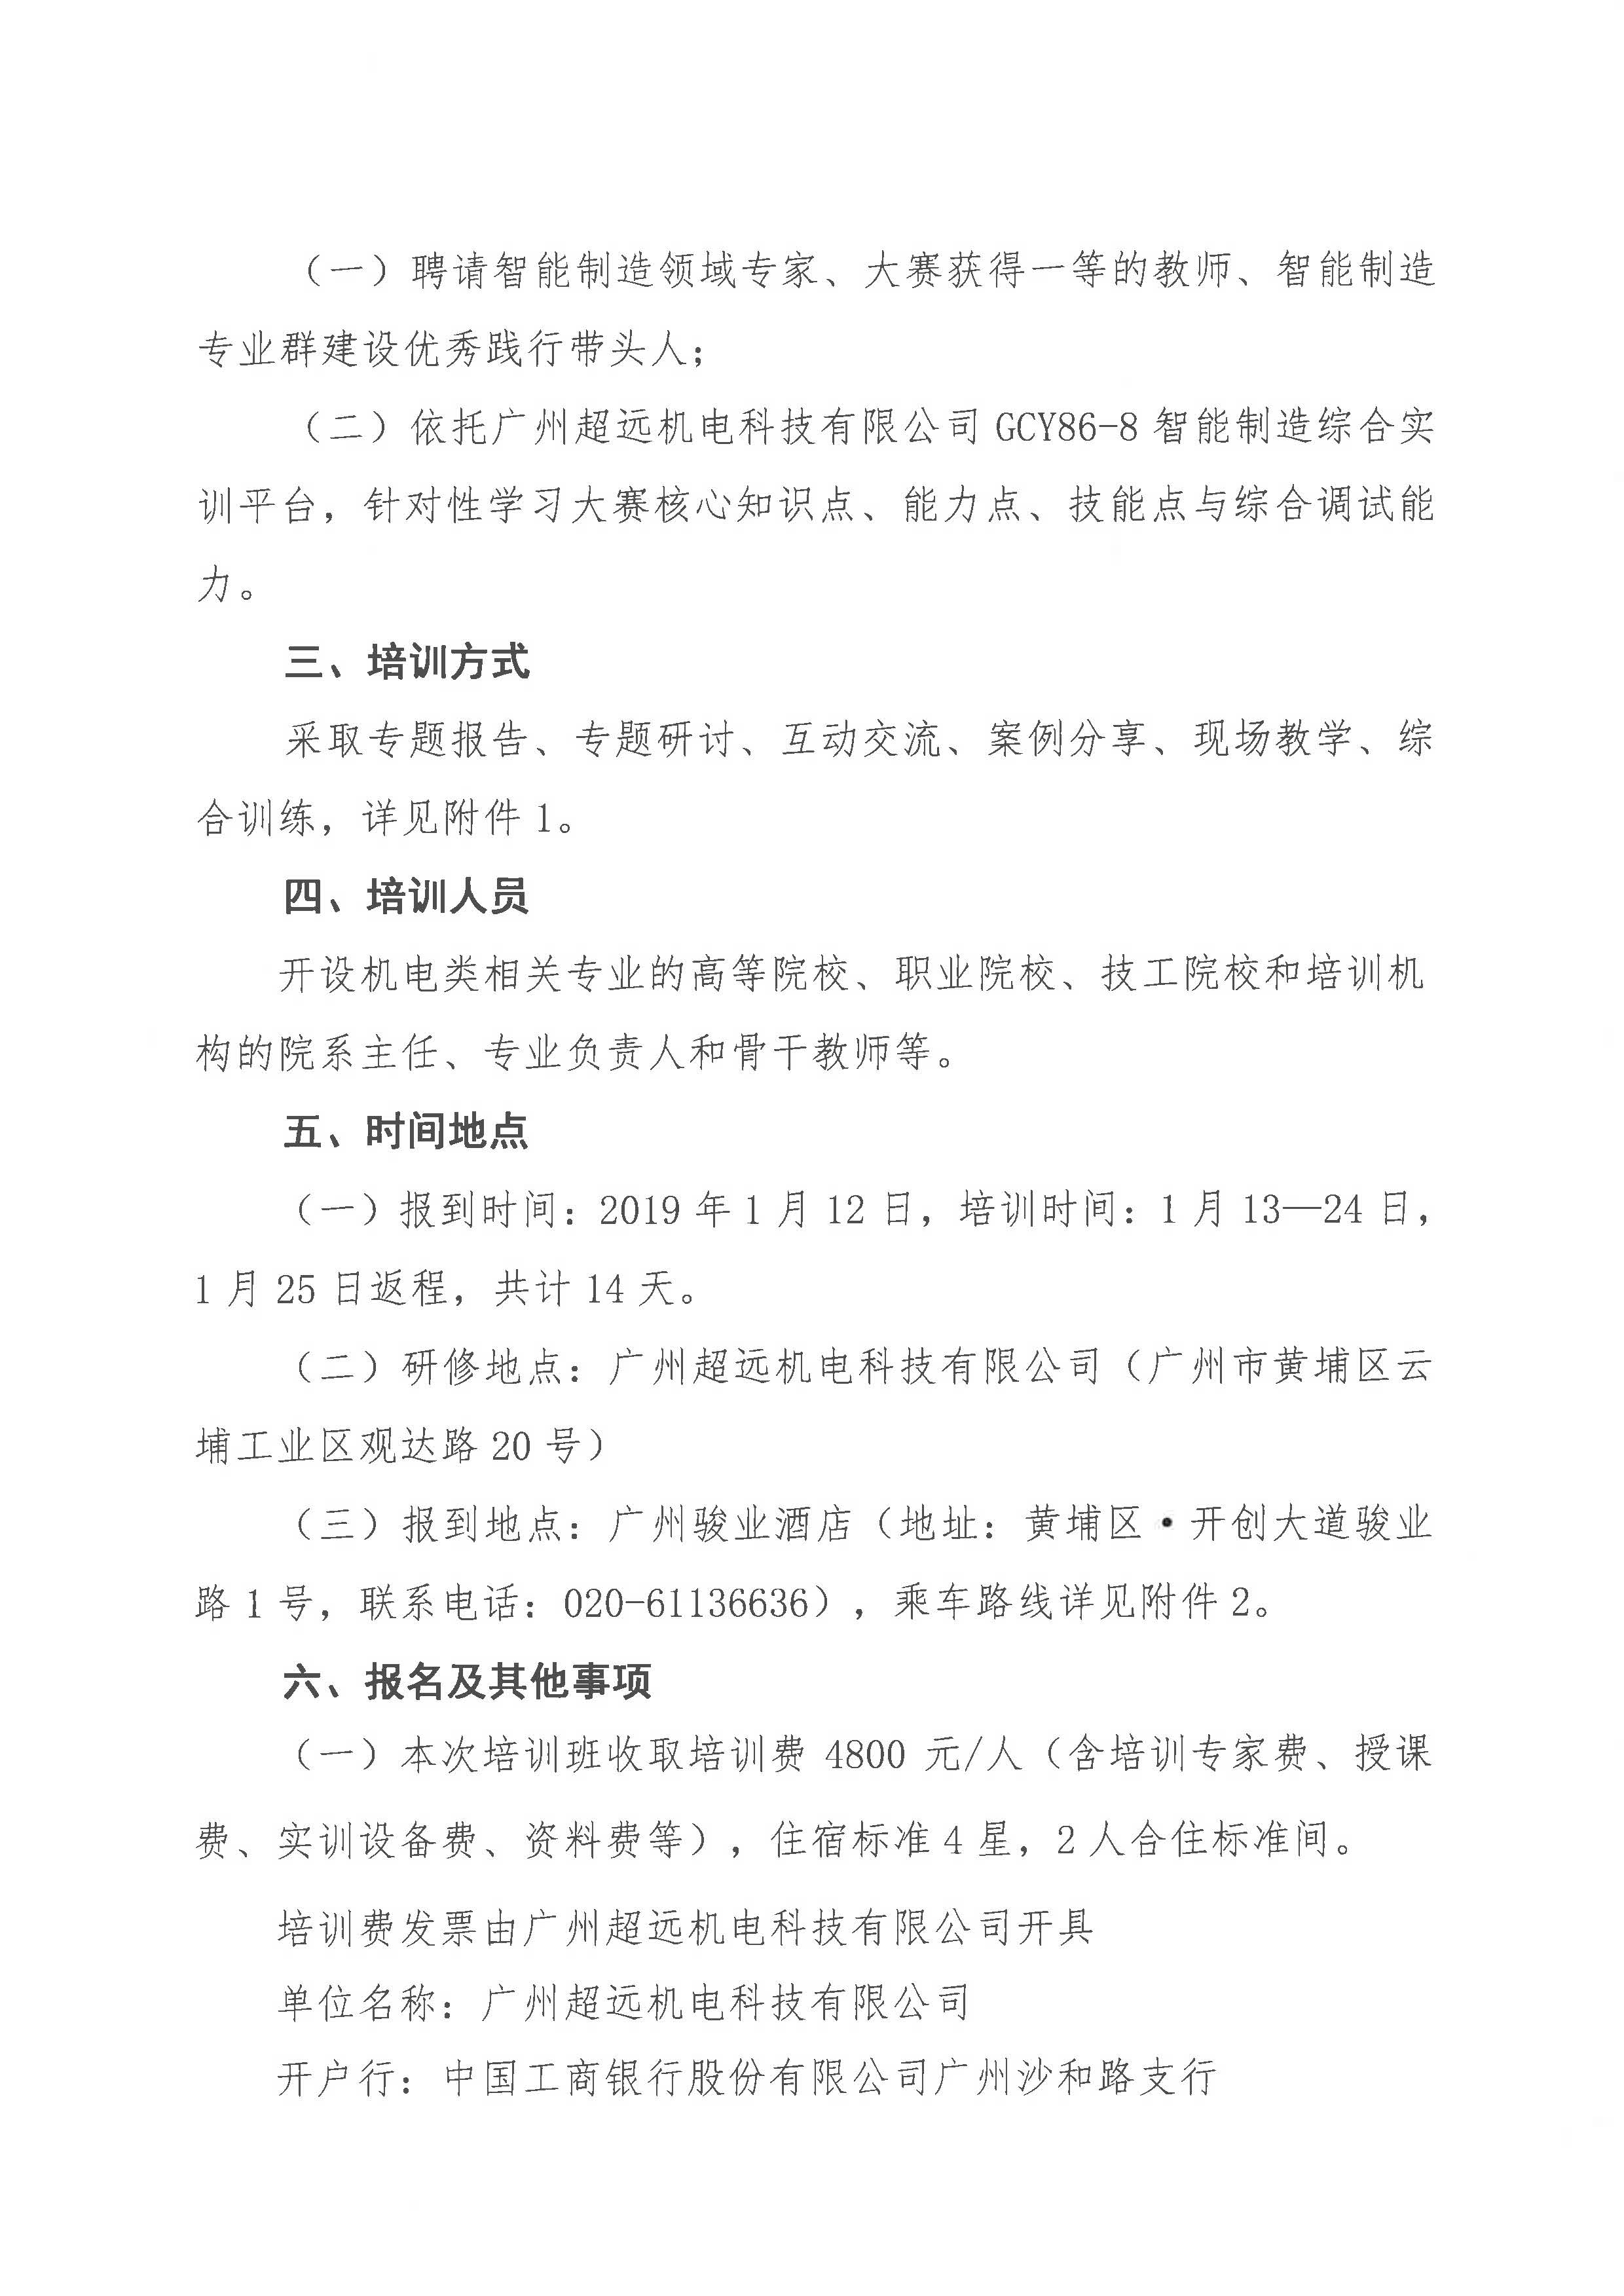 （一）聘请智能制造领域专家、大赛获得一等的教师、智能制造
专业群建设优秀践行带头人；
（二）依托广州超远机电科技有限公司 GCY86-8 智能制造综合实
训平台，针对性学习大赛核心知识点、能力点、技能点与综合调试能
力。
三、培训方式
采取专题报告、专题研讨、互动交流、案例分享、现场教学、综
合训练，详见附件 1。
四、培训人员
开设机电类相关专业的高等院校、职业院校、技工院校和培训机
构的院系主任、专业负责人和骨干教师等。
五、时间地点
（一）报到时间：2019 年 1 月 12 日，培训时间：1 月 13—24 日，
1 月 25 日返程，共计 14 天。
（二）研修地点：广州超远机电科技有限公司（广州市黄埔区云
埔工业区观达路 20 号）
（三）报到地点：广州骏业酒店（地址：黄埔区·开创大道骏业
路 1 号，联系电话：020-61136636），乘车路线详见附件 2。
六、报名及其他事项
（一）本次培训班收取培训费 4800 元/人（含培训专家费、授课
费、实训设备费、资料费等），住宿标准 4 星，2 人合住标准间。
培训费发票由广州超远机电科技有限公司开具
单位名称：广州超远机电科技有限公司
开户行：中国工商银行股份有限公司广州沙和路支行